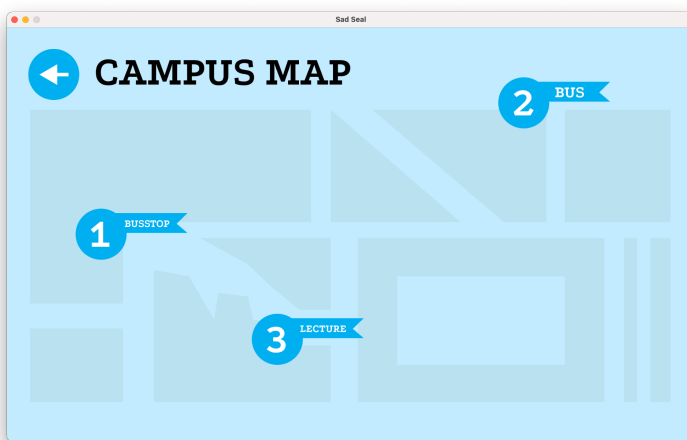 Sad Seal
CAMPUS MAP
2 BUS
1 BUSSTOP
3 LECTURE